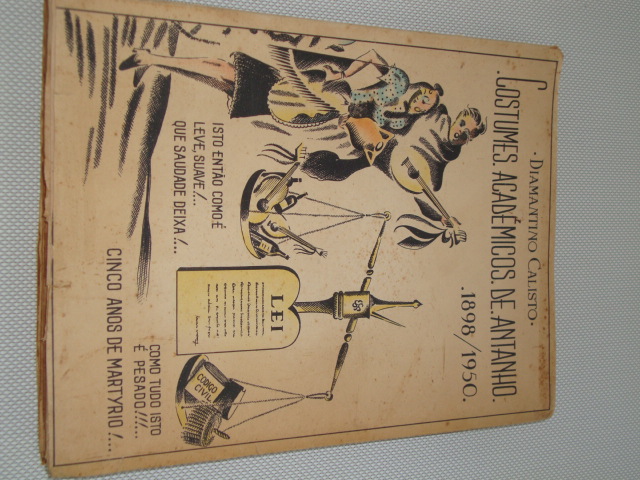 . DIAMANTINO CALISTO .
. COSTUMES. ACADÉMICOS. DE. ANTANHO.
. 1898/1950.
ISTO ENTÃO COMO É
LEVE, SUAVE!...
QUE SAUDADE DEIXA!....
LEI
CODIGO
CIVIL
COMO TUDO ISTO
É PESADO!!!...
CINCO ANOS DE MARTYRIO!....